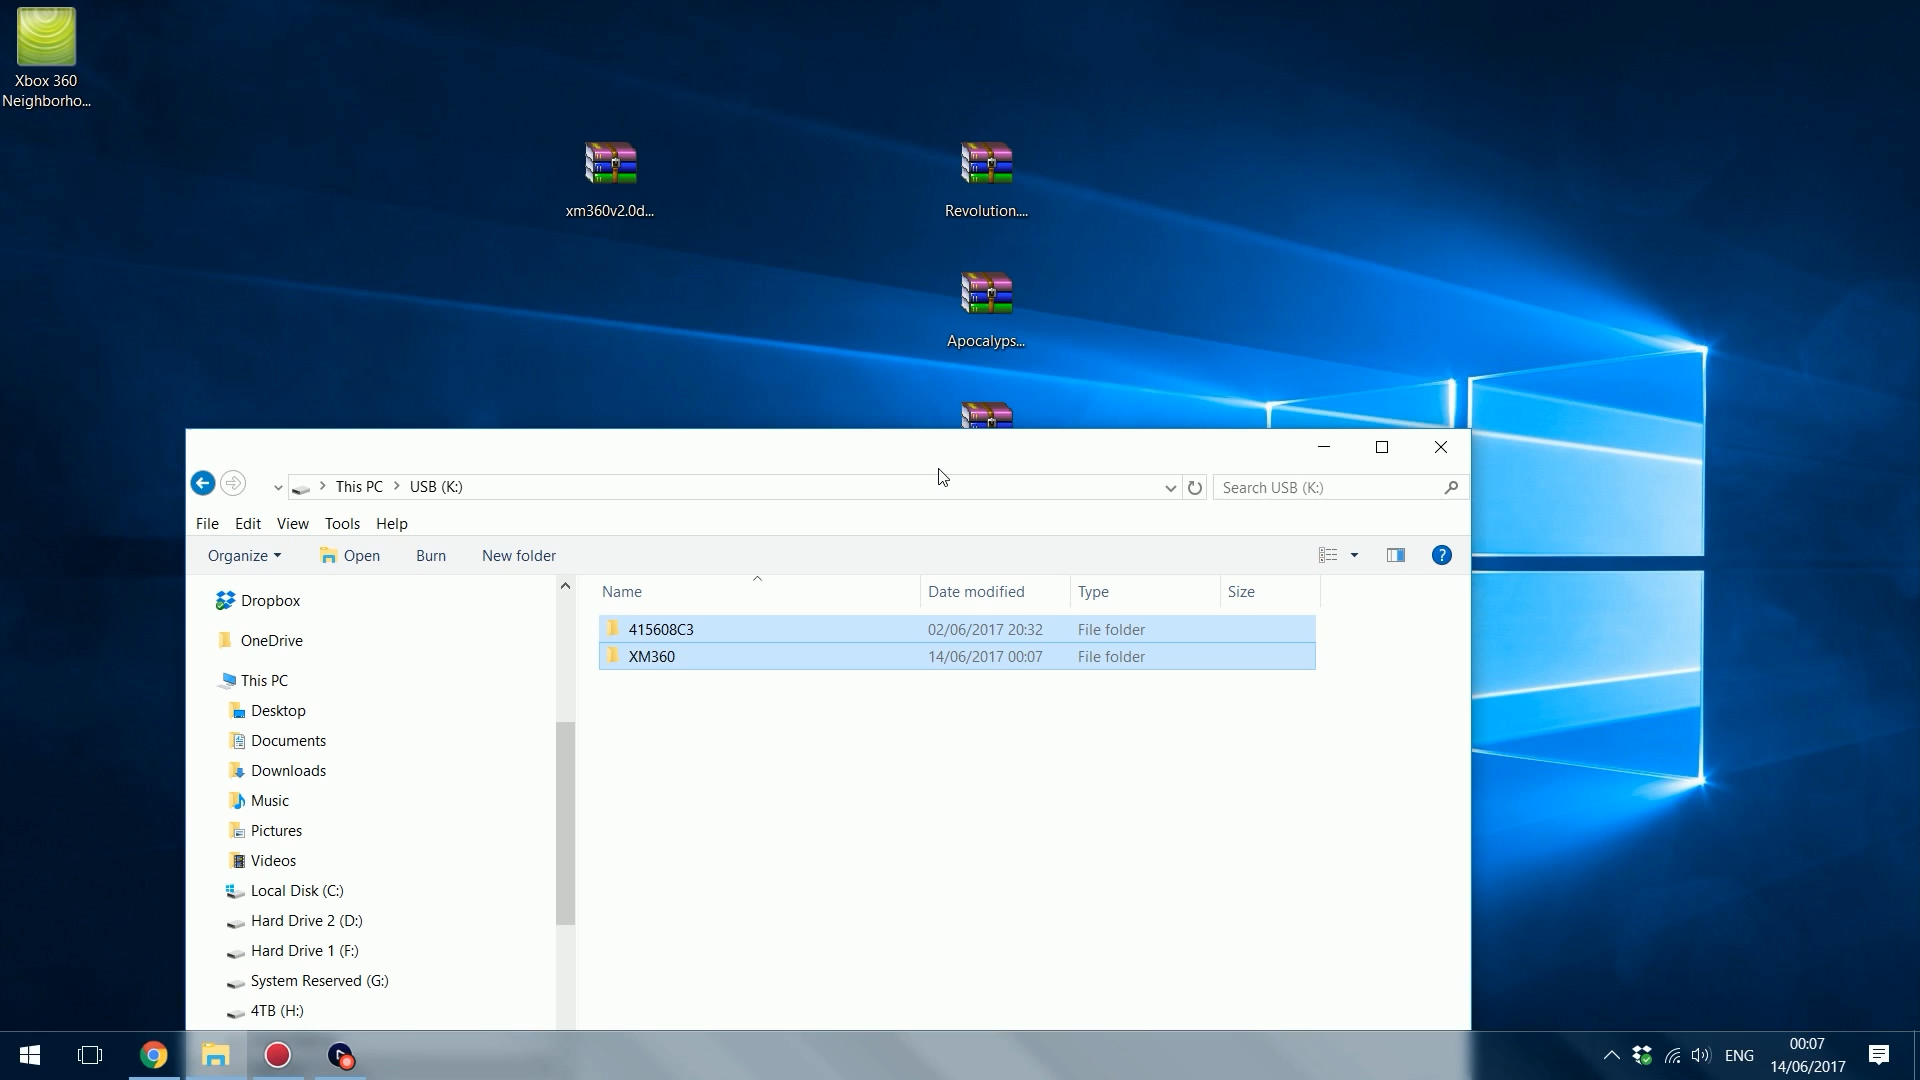 Xbox 360
Neighborho...
xm360v2.0d...
Revolution....
Apocalyps...
This PC
USB (K:)
Search USB (K:)
File
Edit
View
Tools
Help
Organize
Open
Burn
New folder
?
Name
Date modified
Type
Size
Dropbox
OneDrive
This PC
Desktop
Documents
Downloads
Music
Pictures
Videos
Local Disk (C:)
Hard Drive 2 (D:)
Hard Drive 1 (F:)
System Reserved (G:)
4TB (H:)
415608C3 02/06/2017 20:32 File folder
XM360 14/06/2017 00:07 File folder
ENG
00:07
14/06/2017